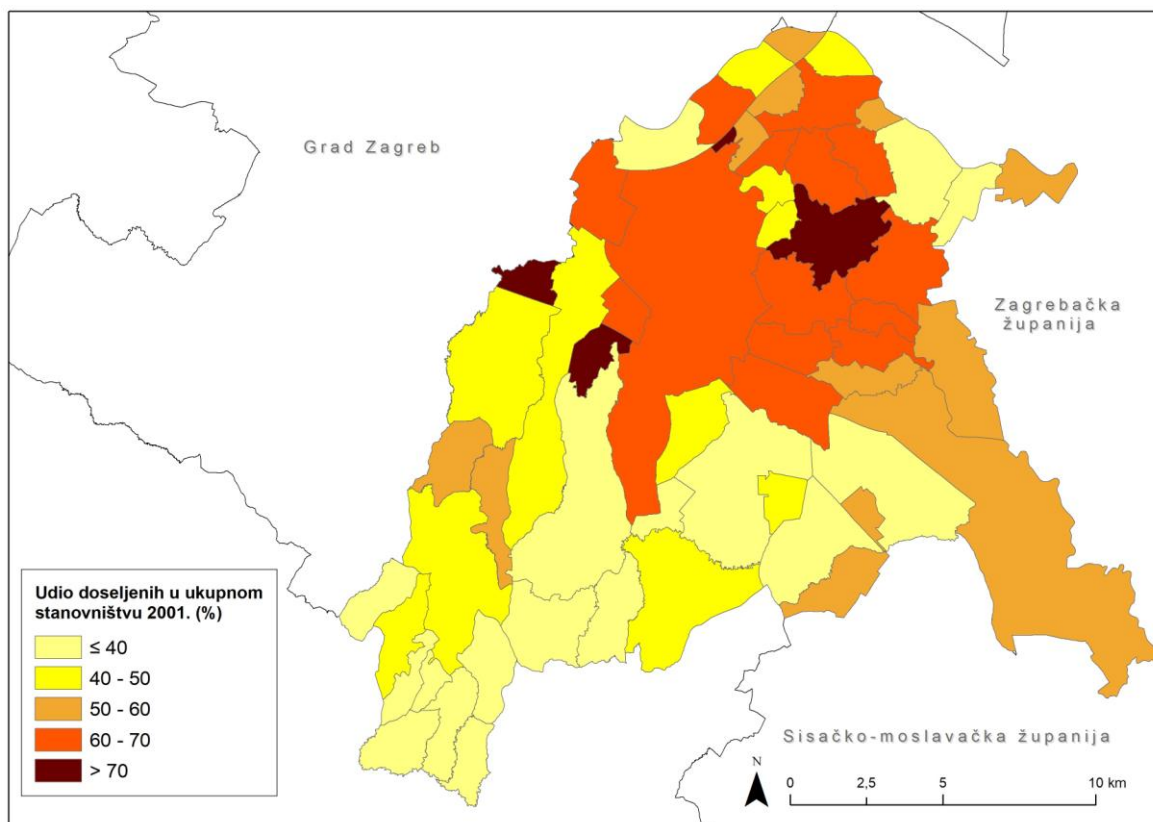 Grad Zagreb
Zagrebačka
županija
Udio doseljenih u ukupnom
stanovništvu 2001. (%)
≤ 40
40 - 50
50 - 60
60 - 70
> 70
Sisačko-moslavačka županija
N
0 2,5 5 10 km